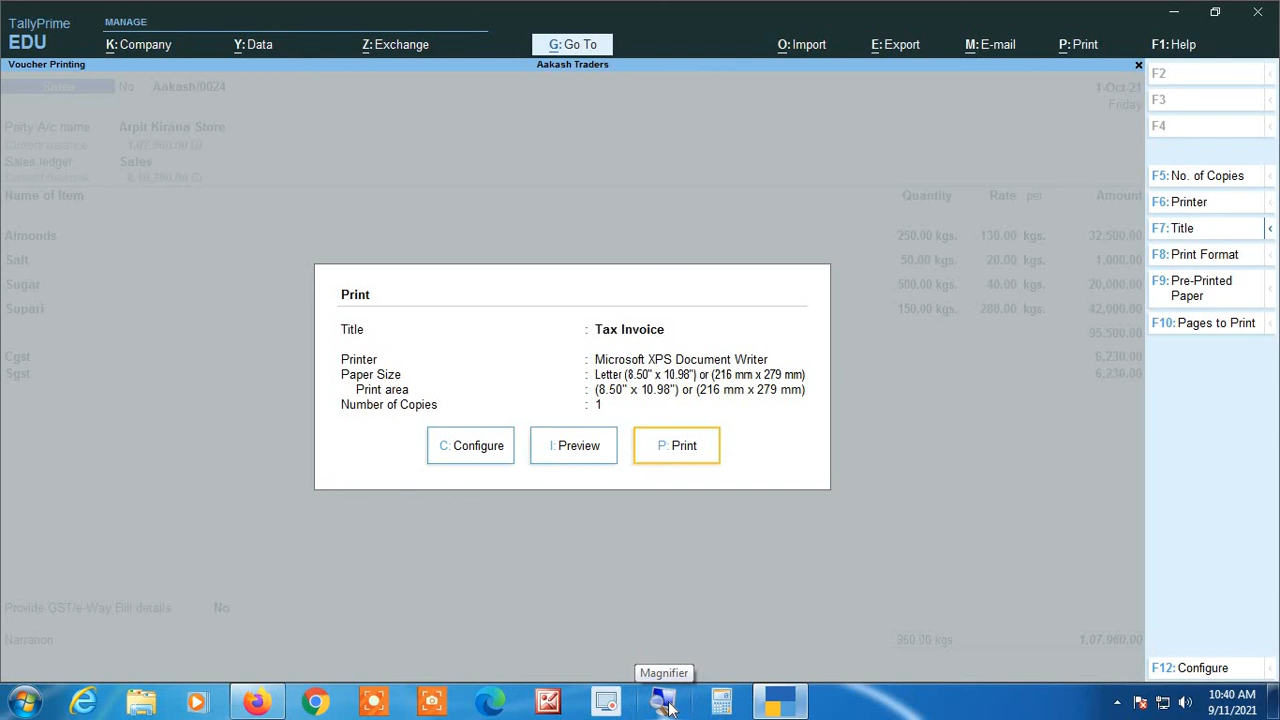 TallyPrime
EDU
MANAGE
K: Company
Y: Data
Z: Exchange
G: Go To
O: Import
E: Export
M: E-mail
P: Print
F1: Help
Voucher Printing
Aakash Traders
×
Sales
No
Aakash/0024
1-Oct-21
Friday
Party A/c name
Arpit Kirana Store
Current balance
1,07,960.00
Sales ledger
Sales
Current balance
Name of Item
Quantity
Rate
per
Amount
Almonds
250.00 kgs.
130.00
kgs.
32,500.00
Salt
50.00 kgs.
20.00
kgs.
1,000.00
Sugar
500.00 kgs.
40.00
kgs.
20,000.00
Supari
150.00 kgs.
280.00
kgs.
42,000.00
95,500.00
Cgst
6,230.00
Sgst
6,230.00
Print
Title : Tax Invoice
Printer : Microsoft XPS Document Writer
Paper Size : Letter (8.50" x 10.98") or (216 mm x 279 mm)
Print area : (8.50" x 10.98") or (216 mm x 279 mm)
Number of Copies : 1
C: Configure
I: Preview
P: Print
Provide GST/e-Way Bill details
No
Narration
950.00 kgs.
1,07,960.00
F2
F3
F4
F5: No. of Copies
F6: Printer
F7: Title
F8: Print Format
F9: Pre-Printed
Paper
F10: Pages to Print
F12: Configure
Magnifier
10:40 AM
9/11/2021